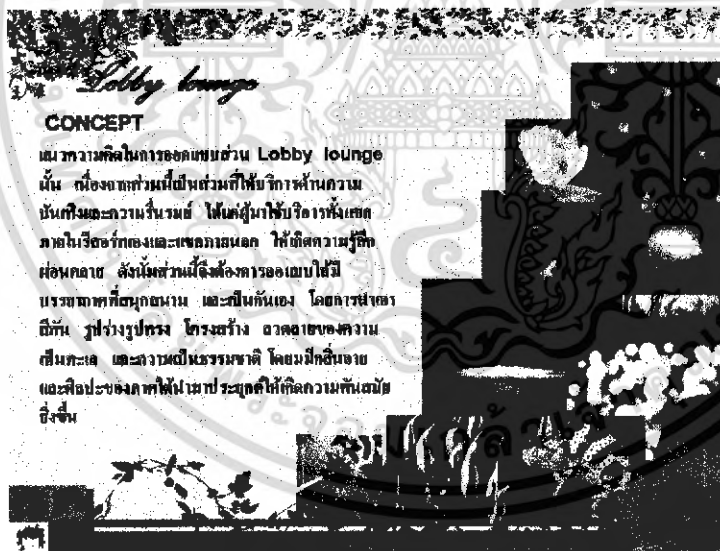 Lobby lounge
CONCEPT
แนวความคิดในการออกแบบส่วน Lobby lounge
นั้น เนื่องจากส่วนนี้เป็นส่วนที่ให้บริการด้านความ
บันเทิงและความรื่นรมย์ ให้แก่ผู้มาใช้บริการทั้งแขก
ภายในรีสอร์ทเองและแขกภายนอก ให้เกิดความรู้สึก
ผ่อนคลาย ดังนั้นส่วนนี้จึงต้องการออกแบบให้มี
บรรยากาศที่สนุกสนาน และเป็นกันเอง โดยการนำเอา
สีสัน รูปร่างรูปทรง โครงสร้าง ลวดลายของความ
เป็นทะเล และความเป็นธรรมชาติ โดยมีกลิ่นอาย
และศิลปะของภาคใต้นำมาประยุกต์ให้เกิดความทันสมัย
ยิ่งขึ้น